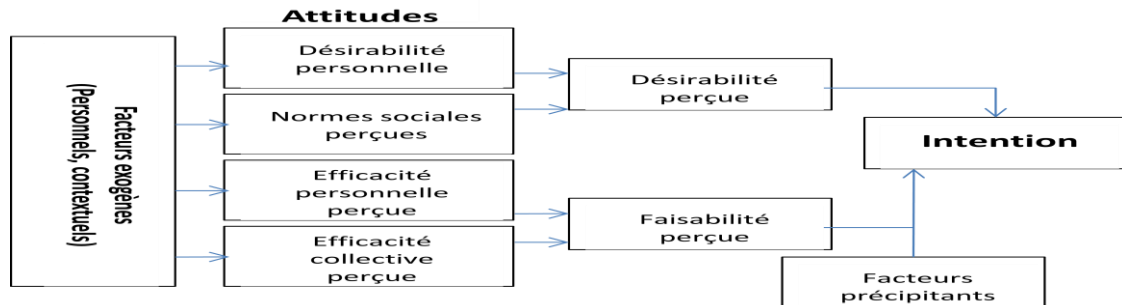 Attitudes
Facteurs exogènes
(Personnels, contextuels)
Désirabilité
personnelle
Normes sociales
perçues
Efficacité
personnelle
perçue
Efficacité
collective
perçue
Désirabilité
perçue
Faisabilité
perçue
Intention
Facteurs
précipitants